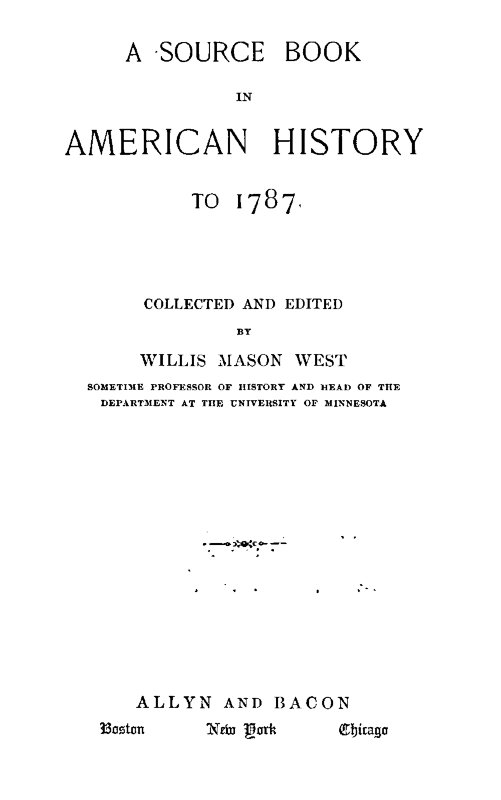 A SOURCE BOOK
IN
AMERICAN HISTORY
TO 1787
COLLECTED AND EDITED
BY
WILLIS MASON WEST
SOMETIME PROFESSOR OF HISTORY AND HEAD OF THE
DEPARTMENT AT THE UNIVERSITY OF MINNESOTA
ALLYN AND BACON
Boston New York Chicago